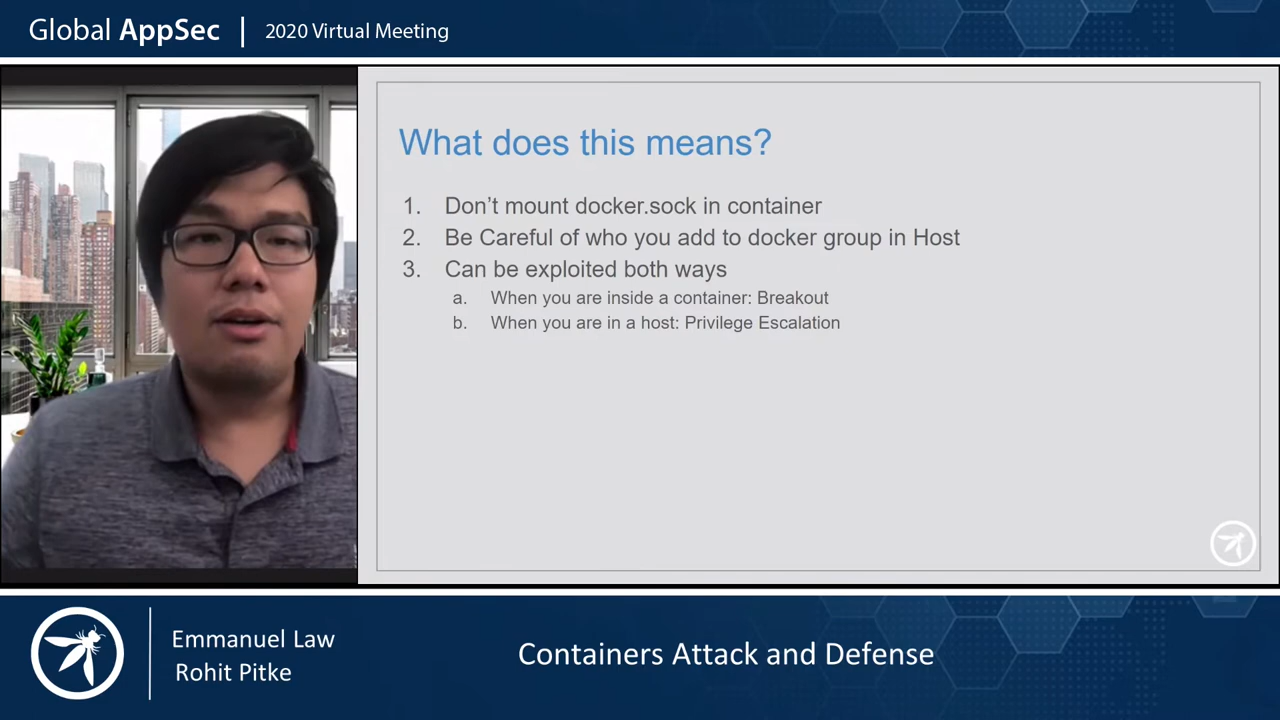 Global AppSec | 2020 Virtual Meeting
What does this means?
1. Don't mount docker.sock in container
2. Be Careful of who you add to docker group in Host
3. Can be exploited both ways
a. When you are inside a container: Breakout
b. When you are in a host: Privilege Escalation
Emmanuel Law
Rohit Pitke
Containers Attack and Defense